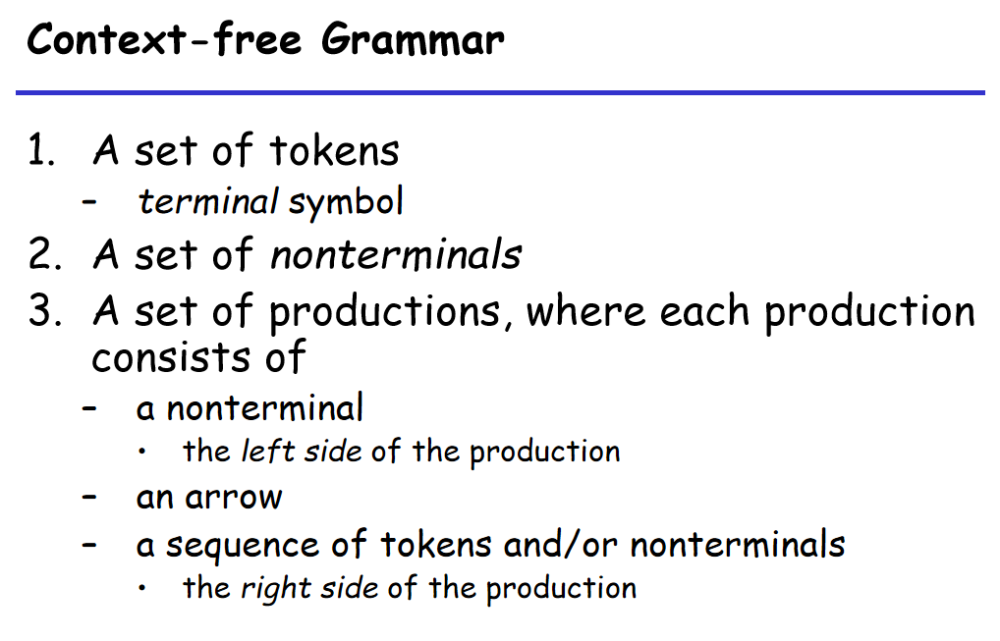 Context-free Grammar
1. A set of tokens
- terminal symbol
2. A set of nonterminals
3. A set of productions, where each production
consists of
- a nonterminal
• the left side of the production
- an arrow
- a sequence of tokens and/or nonterminals
• the right side of the production